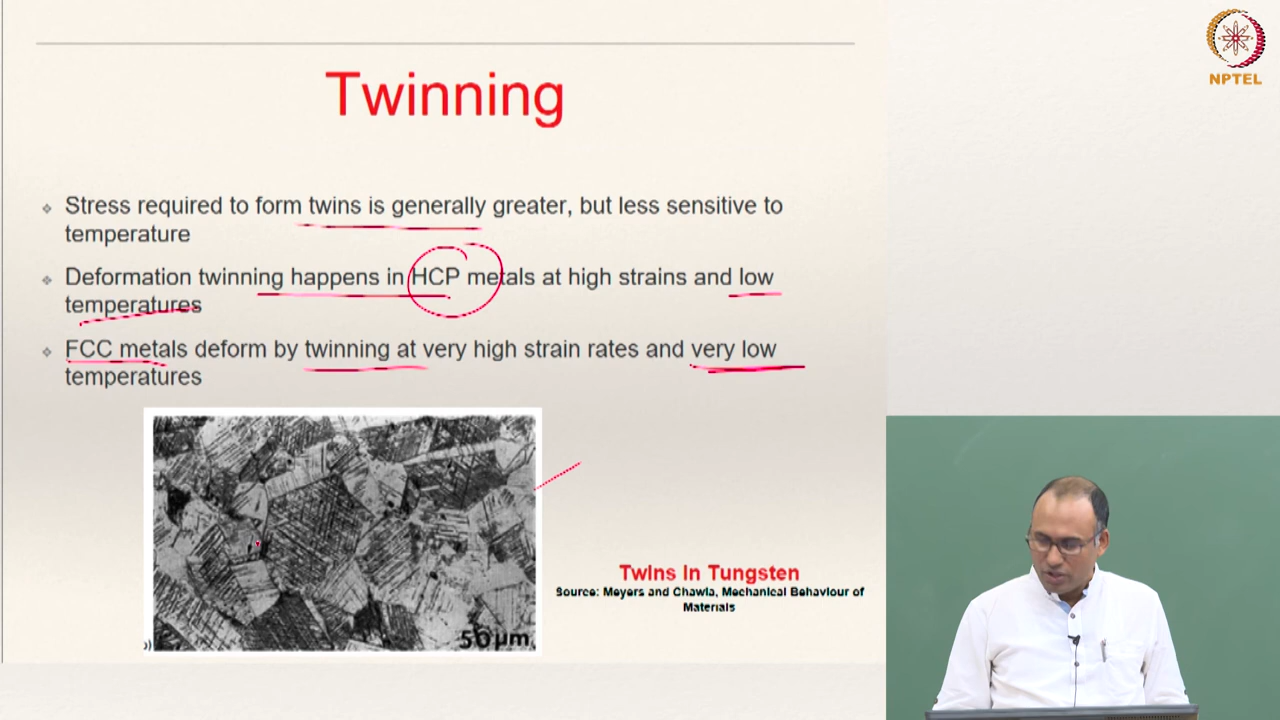 Twinning
Stress required to form twins is generally greater, but less sensitive to
temperature
Deformation twinning happens in HCP metals at high strains and low
temperatures
FCC metals deform by twinning at very high strain rates and very low
temperatures
50 μm
Twins in Tungsten
Source: Meyers and Chawla, Mechanical Behaviour of
Materials
NPTEL